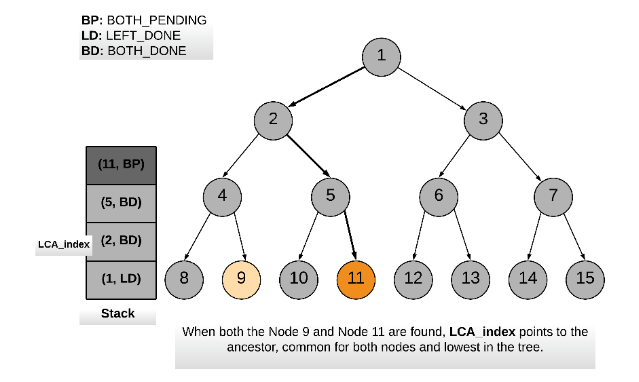 BP: BOTH_PENDING
LD: LEFT_DONE
BD: BOTH_DONE
1
2
3
(11, BP)
4
5
6
7
(5, BD)
LCA_index
(2, BD)
(1, LD)
8
9
10
11
12
13
14
15
Stack
When both the Node 9 and Node 11 are found, LCA_index points to the
ancestor, common for both nodes and lowest in the tree.